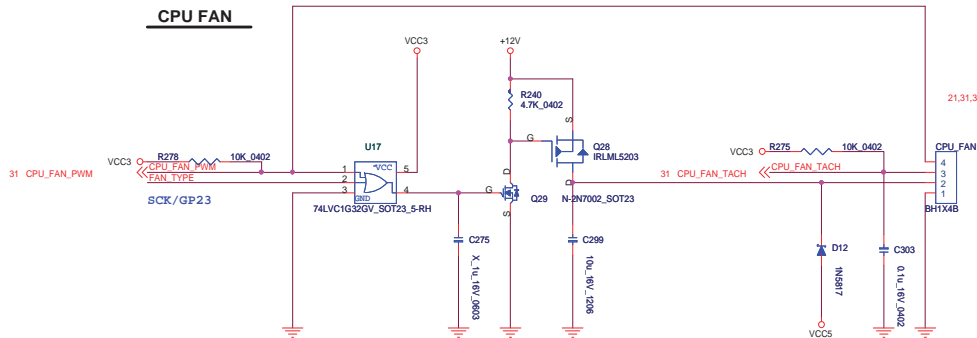 CPU FAN
VCC3
+12V
R240
4.7K_0402
21,31,3
S
G
Q28
IRLML5203
D
U17
VCC3
R278
10K_0402
31 CPU_FAN_PWM
CPU_FAN_PWM
FAN_TYPE
SCK/GP23
1
2
3
VCC
GND
5
4
74LVC1G32GV_SOT23_5-RH
D
G
S
Q29
N-2N7002_SOT23
VCC3
R275
10K_0402
31 CPU_FAN_TACH
CPU_FAN_TACH
CPU_FAN
4
3
2
1
BH1X4B
C275
X_.1u_16V_0603
C299
10u_16V_1206
D12
1N5817
C303
0.1u_16V_0402
VCC5